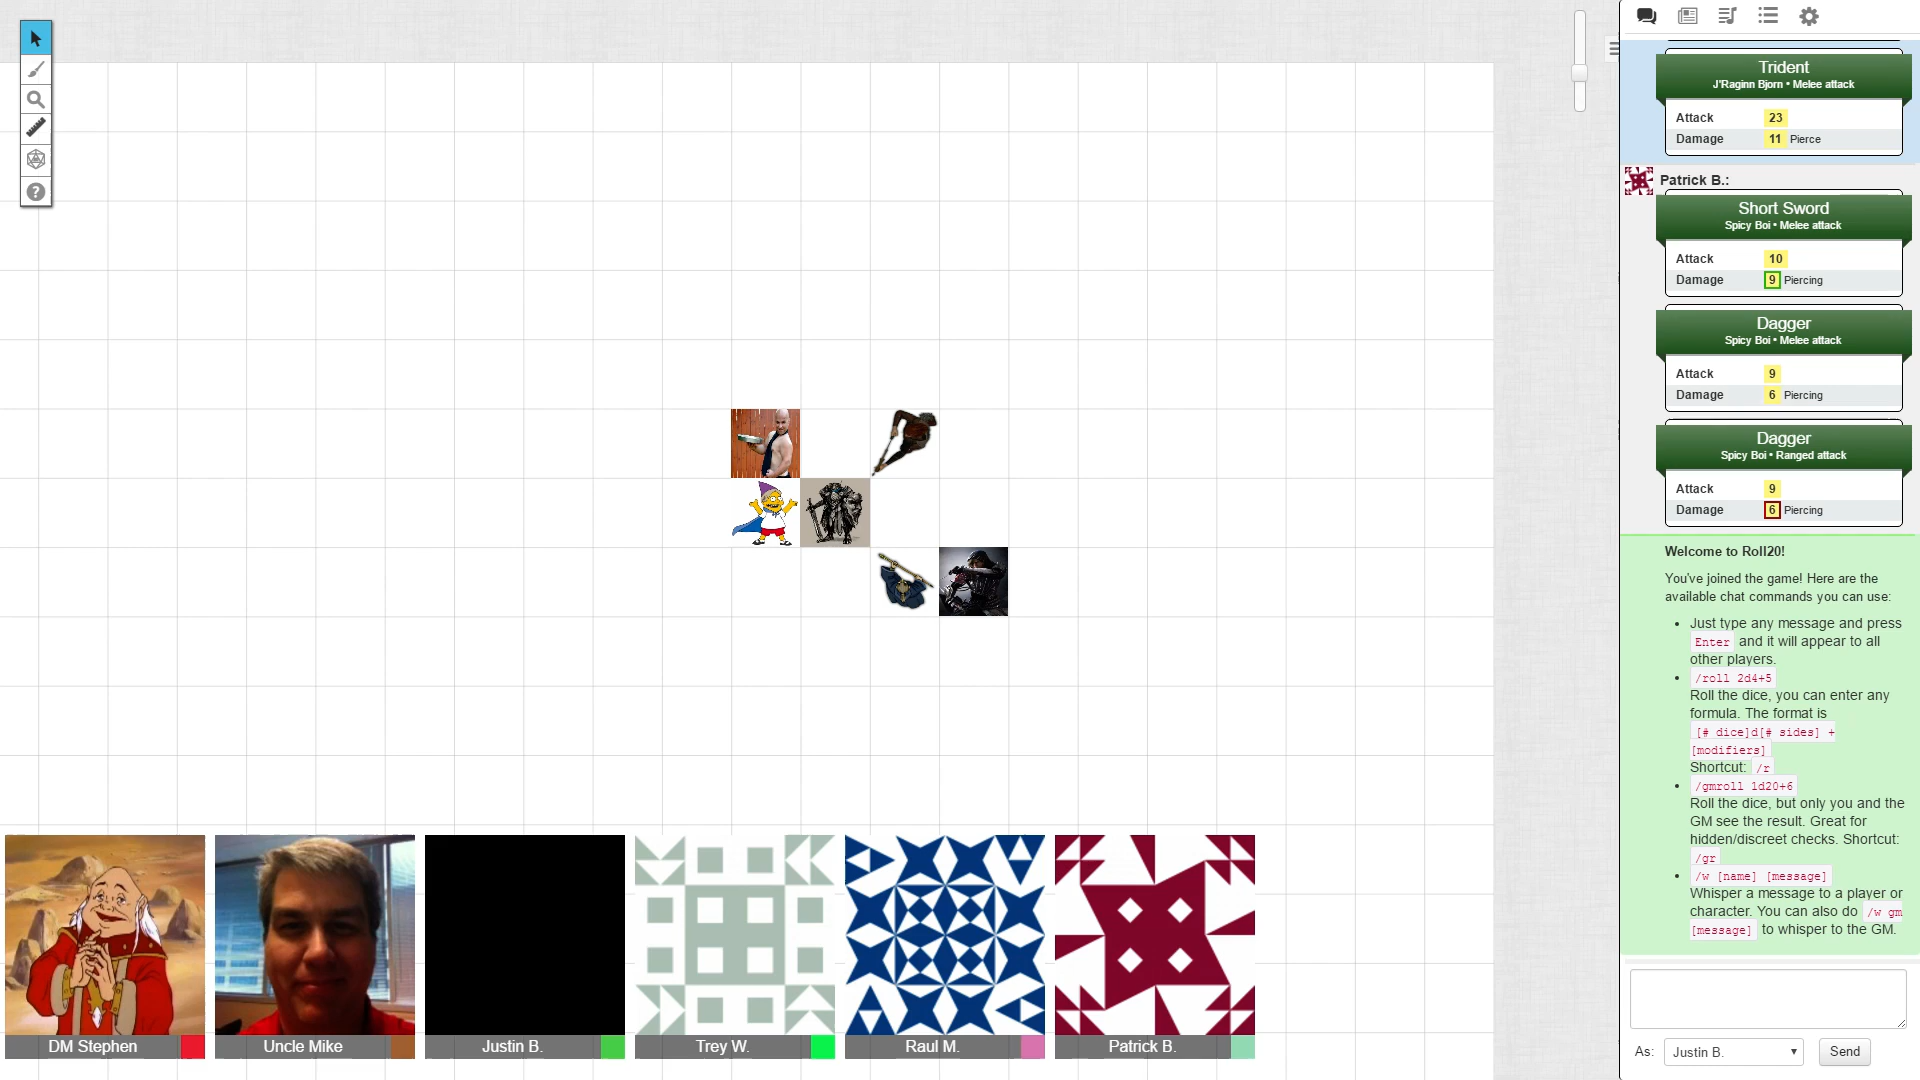 Trident
J'Raginn Bjorn • Melee attack
Attack 23
Damage 11 Pierce
Patrick B.:
Short Sword
Spicy Boi • Melee attack
Attack 10
Damage 9 Piercing
Dagger
Spicy Boi • Melee attack
Attack 9
Damage 6 Piercing
Dagger
Spicy Boi • Ranged attack
Attack 9
Damage 6 Piercing
Welcome to Roll20!
You've joined the game! Here are the
available chat commands you can use:
• Just type any message and press
Enter and it will appear to all
other players.
• /roll 2d4+5
Roll the dice, you can enter any
formula. The format is
[# dice]d[# sides] +
[modifiers]
Shortcut: /r
• /gmroll 1d20+6
Roll the dice, but only you and the
GM see the result. Great for
hidden/discreet checks. Shortcut:
/gr
• /w [name] [message]
Whisper a message to a player or
character. You can also do /w gm
[message] to whisper to the GM.
As: Justin B. Send
DM Stephen
Uncle Mike
Justin B.
Trey W.
Raul M.
Patrick B.